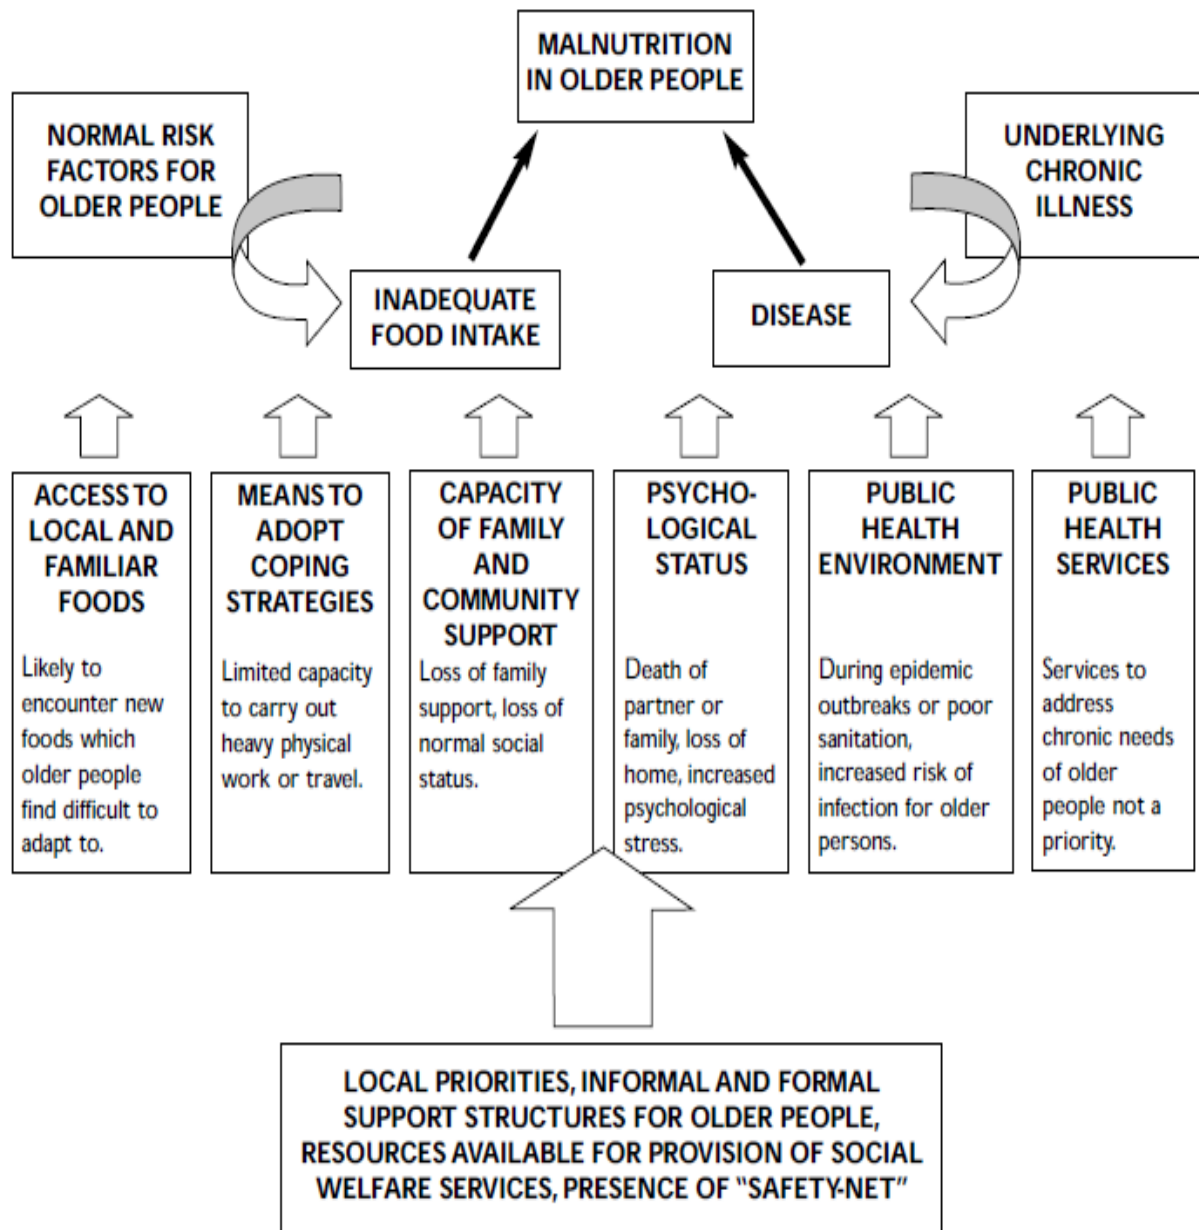 MALNUTRITION
IN OLDER PEOPLE
NORMAL RISK
FACTORS FOR
OLDER PEOPLE
UNDERLYING
CHRONIC
ILLNESS
INADEQUATE
FOOD INTAKE
DISEASE
ACCESS TO
LOCAL AND
FAMILIAR
FOODS
Likely to
encounter new
foods which
older people
find difficult to
adapt to.
MEANS TO
ADOPT
COPING
STRATEGIES
Limited capacity
to carry out
heavy physical
work or travel.
CAPACITY
OF FAMILY
AND
COMMUNITY
SUPPORT
Loss of family
support, loss of
normal social
status.
PSYCHO-
LOGICAL
STATUS
Death of
partner or
family, loss of
home, increased
psychological
stress.
PUBLIC
HEALTH
ENVIRONMENT
During epidemic
outbreaks or poor
sanitation,
increased risk of
infection for older
persons.
PUBLIC
HEALTH
SERVICES
Services to
address
chronic needs
of older
people not a
priority.
LOCAL PRIORITIES, INFORMAL AND FORMAL
SUPPORT STRUCTURES FOR OLDER PEOPLE,
RESOURCES AVAILABLE FOR PROVISION OF SOCIAL
WELFARE SERVICES, PRESENCE OF "SAFETY-NET"